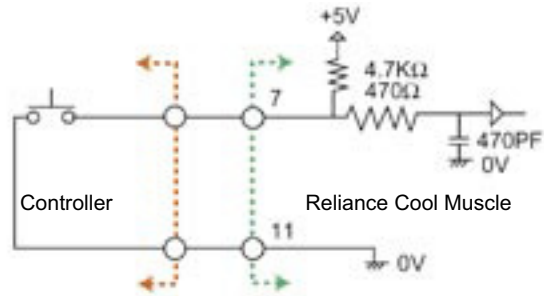 +5V
4.7KΩ
7
470Ω
470PF
0V
Controller
Reliance Cool Muscle
11
0V